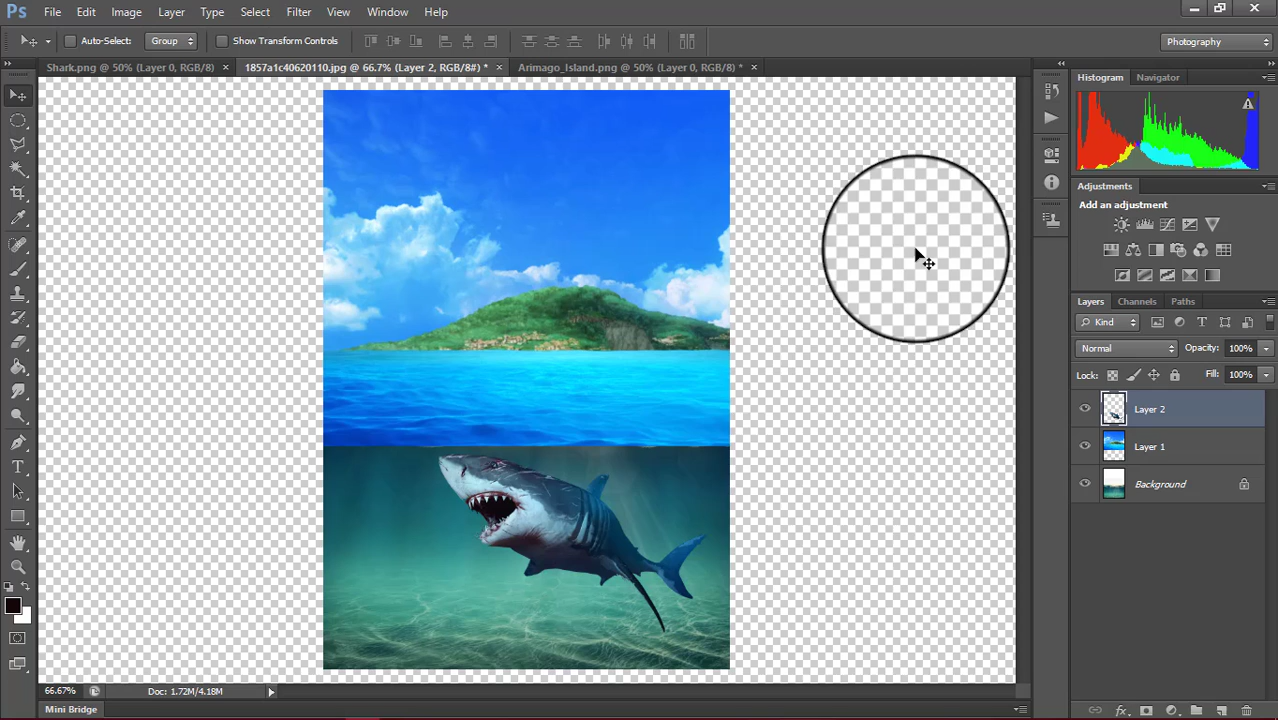 Ps File Edit Image Layer Type Select Filter View Window Help
Auto-Select: Group Show Transform Controls Photography
Shark.png @ 50% (Layer 0, RGB/8) × 1857a1c40620110.jpg @ 66.7% (Layer 2, RGB/8#) * × Arimago_Island.png @ 50% (Layer 0, RGB/8) * ×
Histogram Navigator
Adjustments
Add an adjustment
Layers Channels Paths
Kind
Normal Opacity: 100%
Lock: Fill: 100%
Layer 2
Layer 1
Background
66.67% Doc: 1.72M/4.18M
Mini Bridge